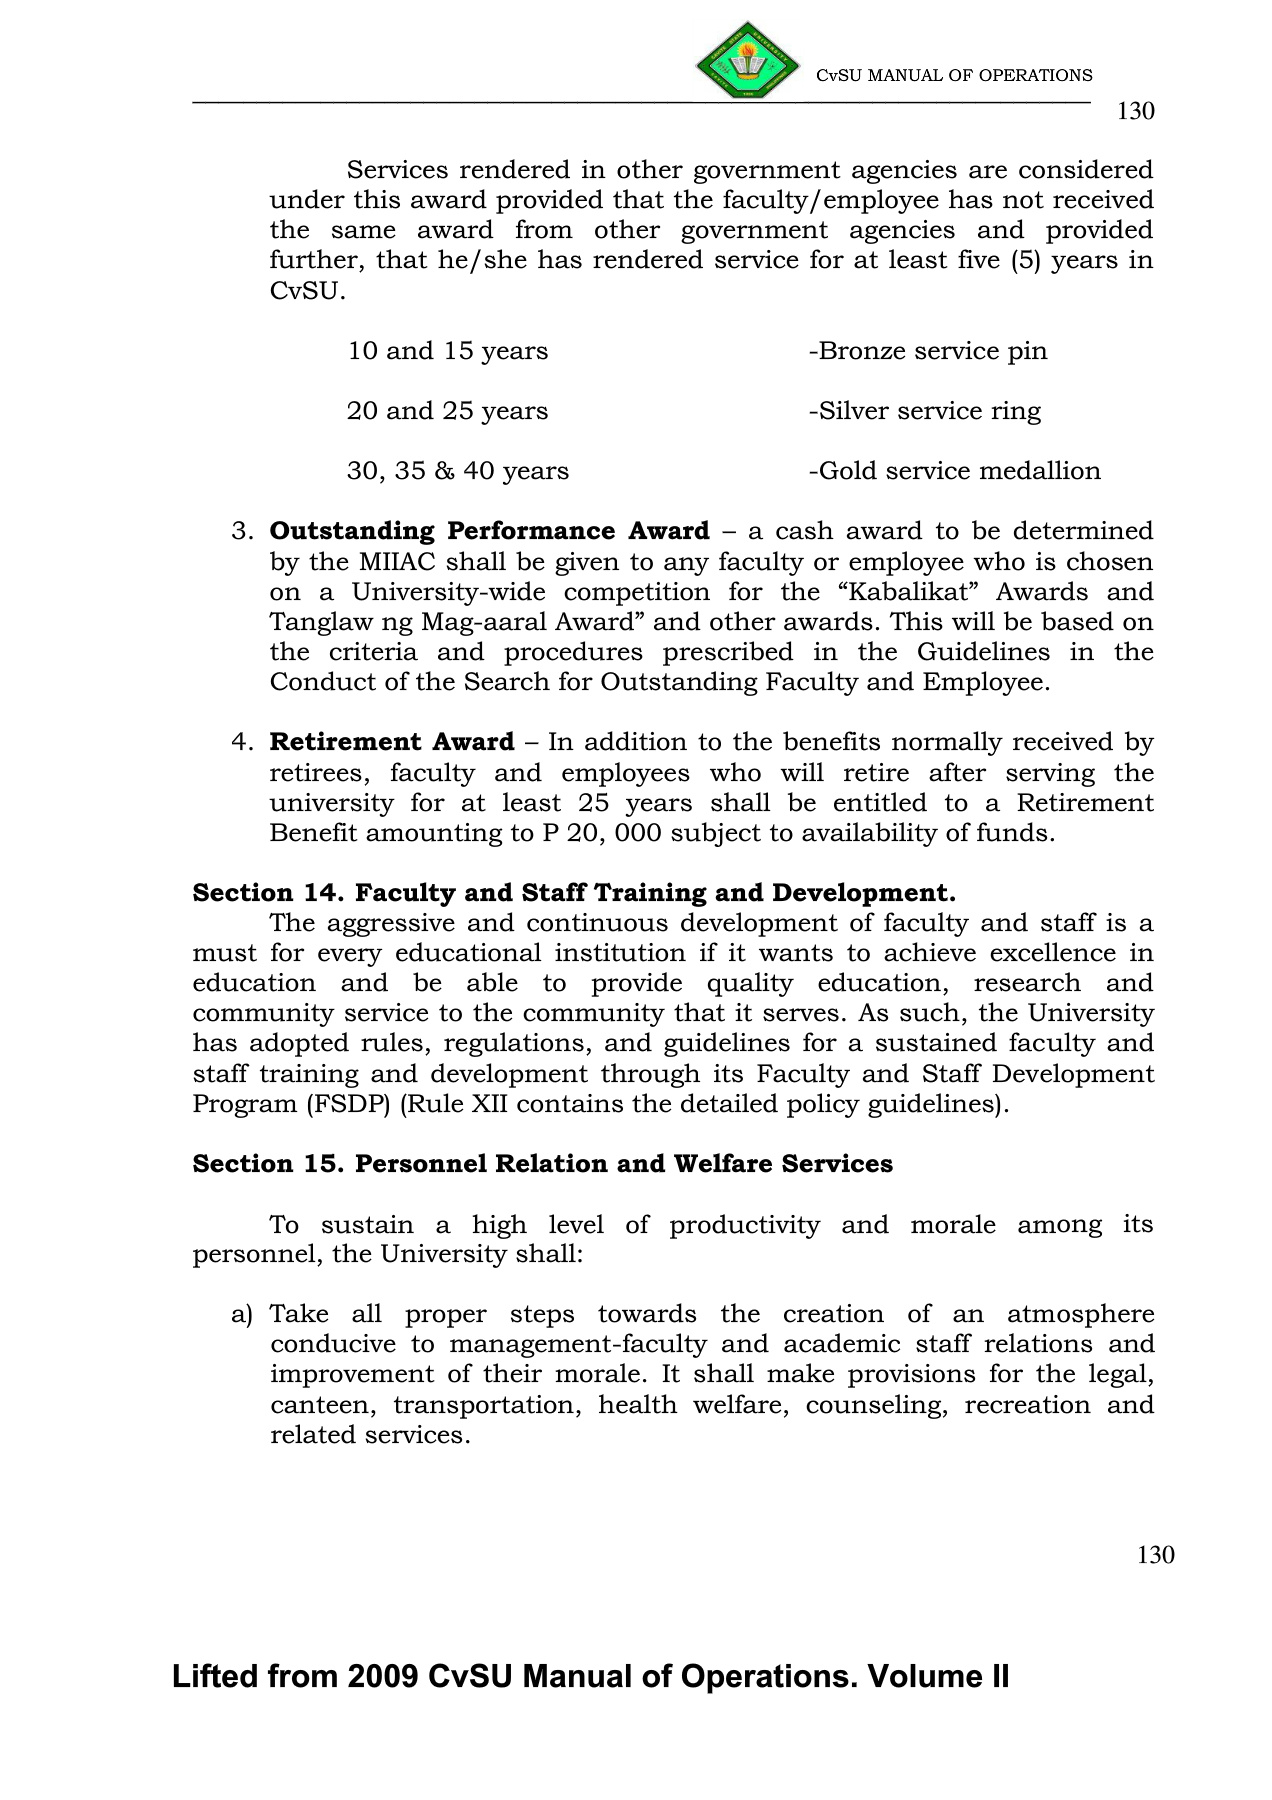 CvSU MANUAL OF OPERATIONS
130
Services rendered in other government agencies are considered
under this award provided that the faculty/employee has not received
the same award from other government agencies and provided
further, that he/she has rendered service for at least five (5) years in
CvSU.
10 and 15 years -Bronze service pin
20 and 25 years -Silver service ring
30, 35 & 40 years -Gold service medallion
3. Outstanding Performance Award – a cash award to be determined
by the MIIAC shall be given to any faculty or employee who is chosen
on a University-wide competition for the “Kabalikat” Awards and
Tanglaw ng Mag-aaral Award” and other awards. This will be based on
the criteria and procedures prescribed in the Guidelines in the
Conduct of the Search for Outstanding Faculty and Employee.
4. Retirement Award – In addition to the benefits normally received by
retirees, faculty and employees who will retire after serving the
university for at least 25 years shall be entitled to a Retirement
Benefit amounting to P 20, 000 subject to availability of funds.
Section 14. Faculty and Staff Training and Development.
The aggressive and continuous development of faculty and staff is a
must for every educational institution if it wants to achieve excellence in
education and be able to provide quality education, research and
community service to the community that it serves. As such, the University
has adopted rules, regulations, and guidelines for a sustained faculty and
staff training and development through its Faculty and Staff Development
Program (FSDP) (Rule XII contains the detailed policy guidelines).
Section 15. Personnel Relation and Welfare Services
To sustain a high level of productivity and morale among its
personnel, the University shall:
a) Take all proper steps towards the creation of an atmosphere
conducive to management-faculty and academic staff relations and
improvement of their morale. It shall make provisions for the legal,
canteen, transportation, health welfare, counseling, recreation and
related services.
130
Lifted from 2009 CvSU Manual of Operations. Volume II